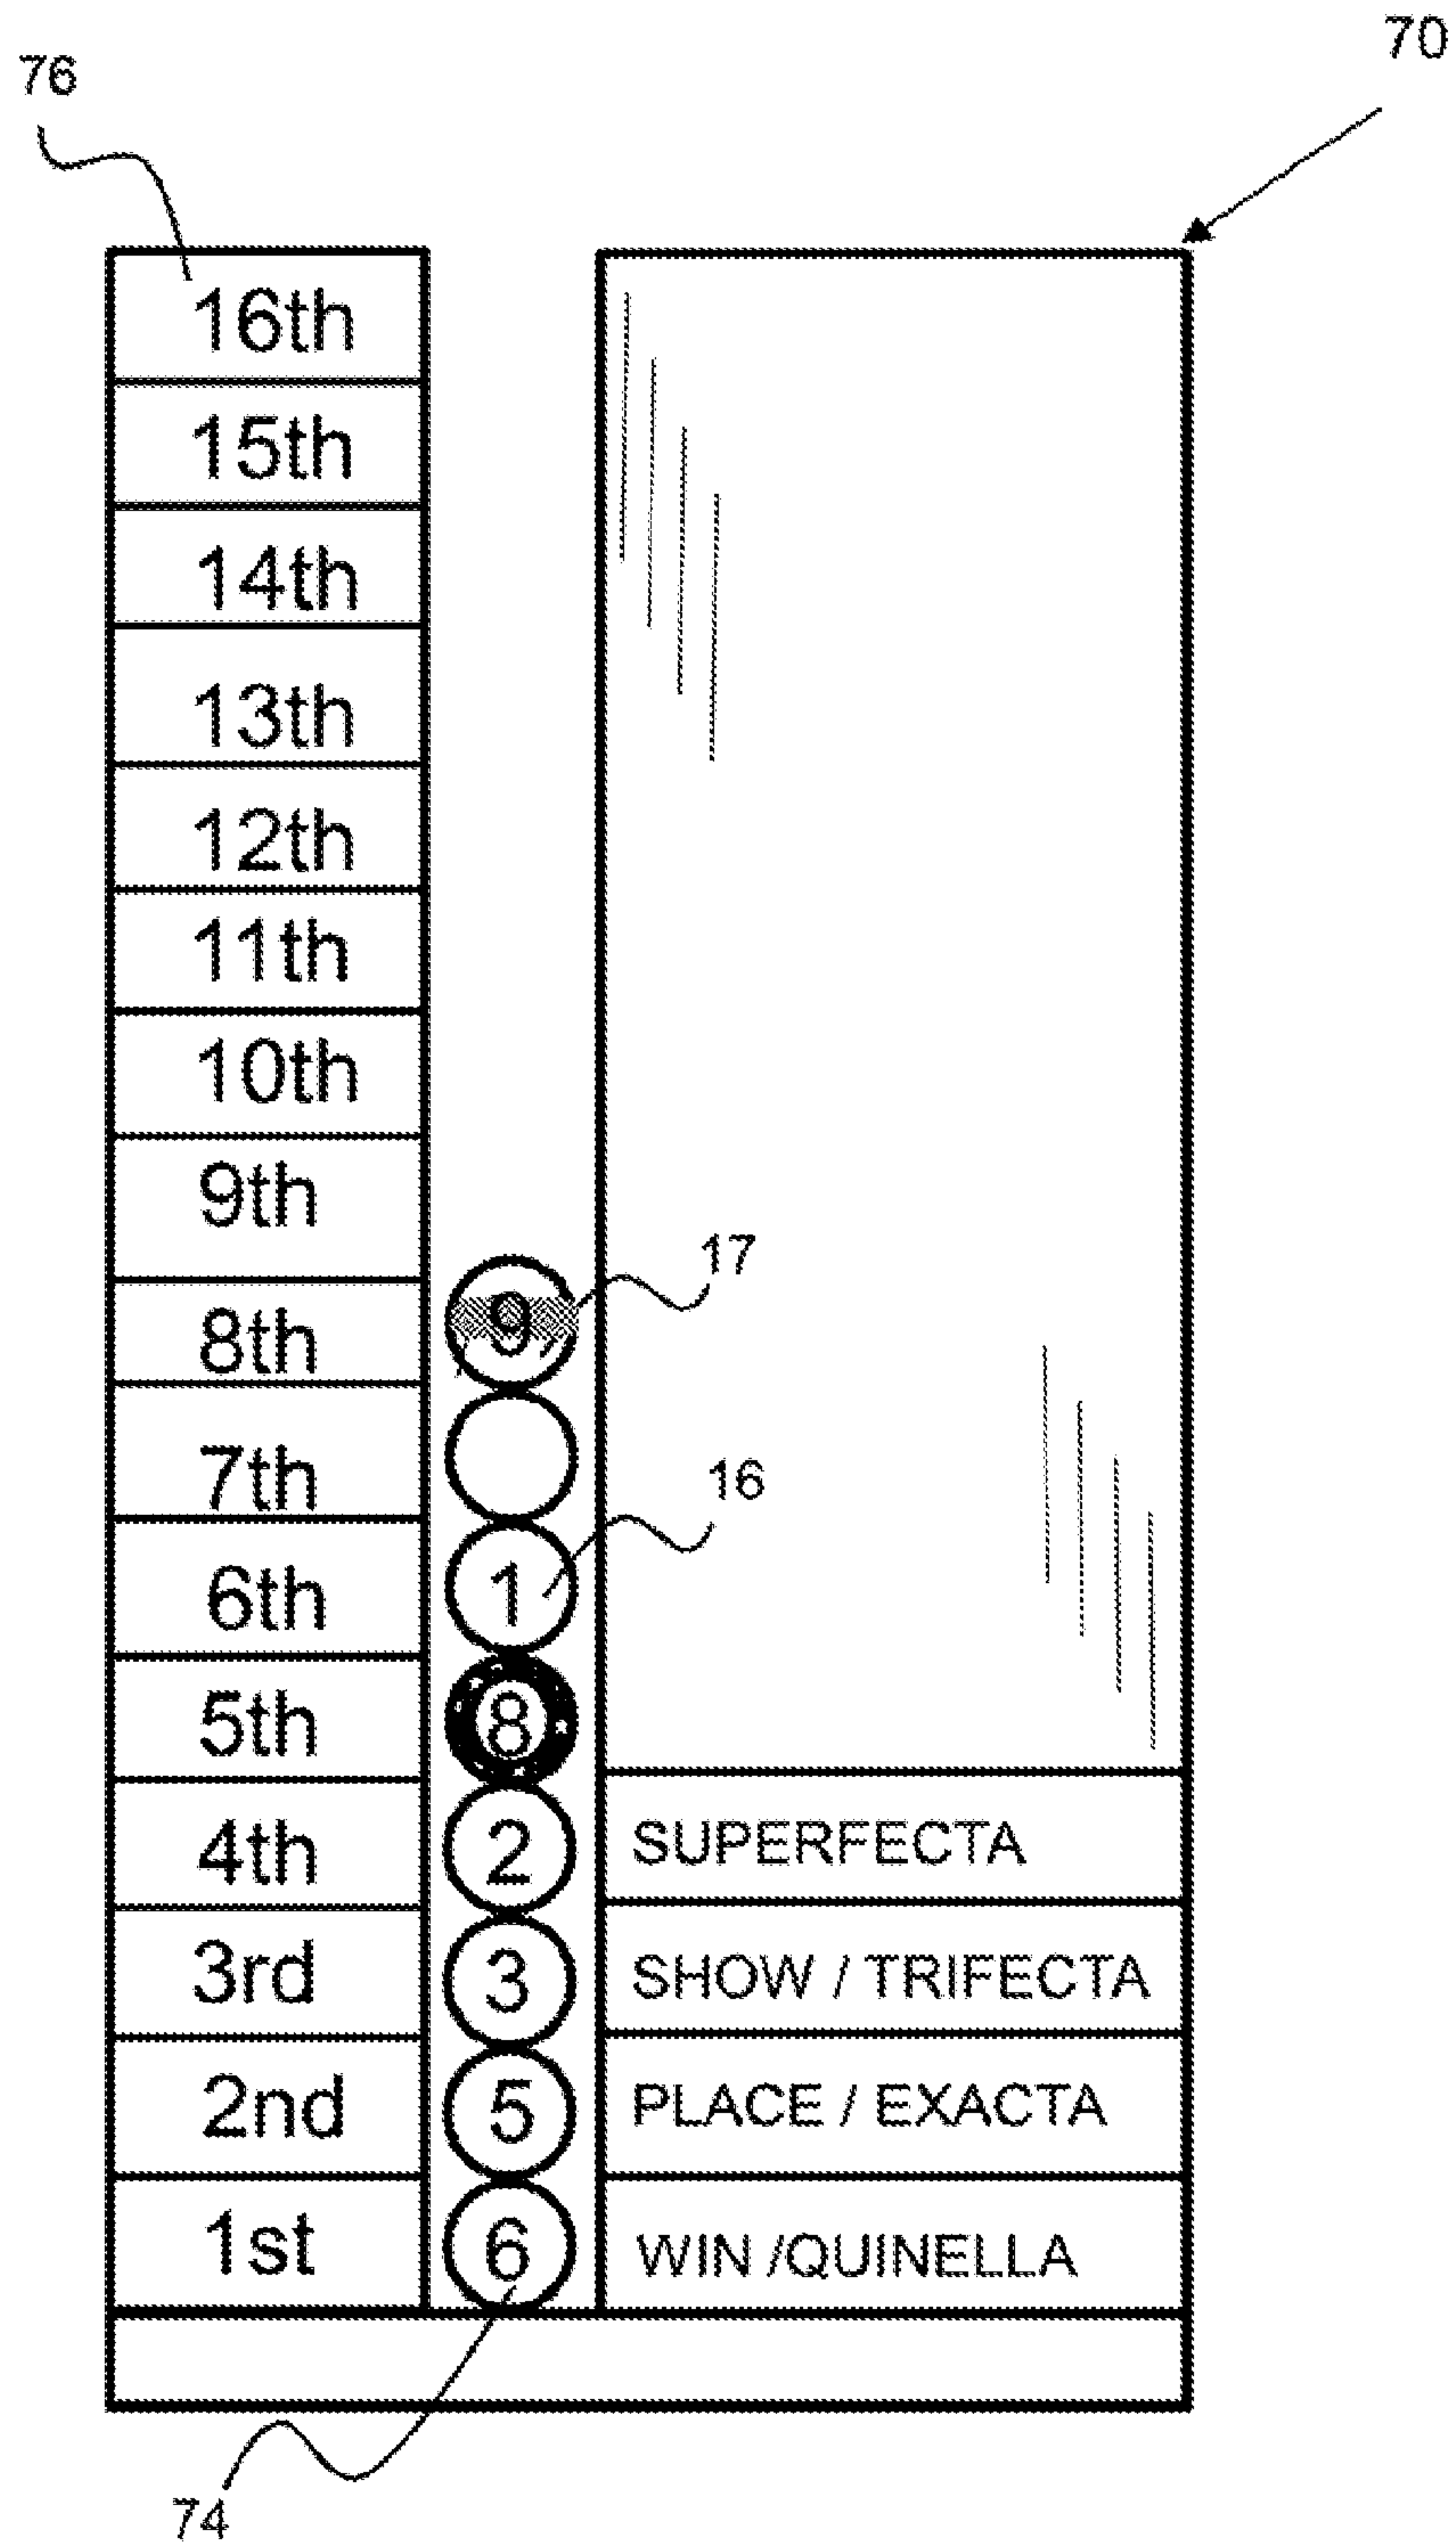 70
76
16th
15th
14th
13th
12th
11th
10th
9th
17
8th 9
7th
16
6th 1
5th 8
4th 2 SUPERFECTA
3rd 3 SHOW / TRIFECTA
2nd 5 PLACE / EXACTA
1st 6 WIN /QUINELLA
74